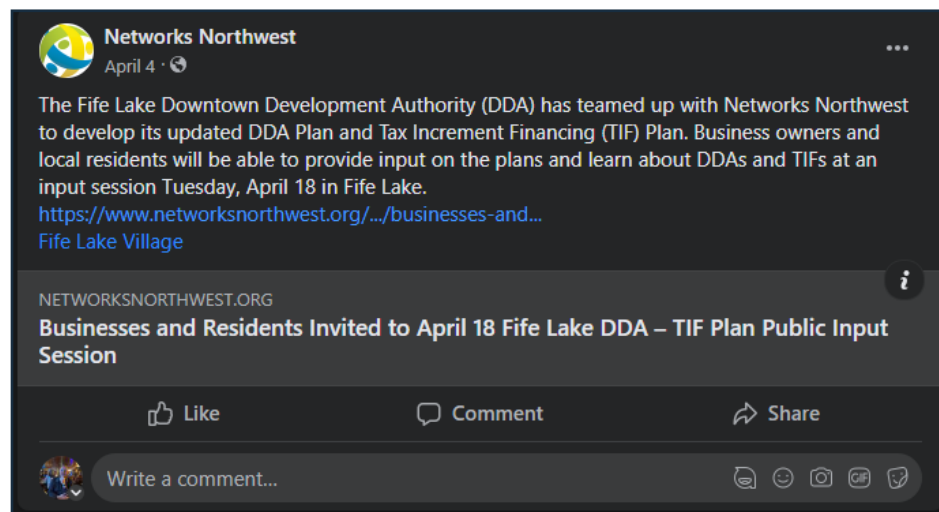 Networks Northwest
April 4 ·
The Fife Lake Downtown Development Authority (DDA) has teamed up with Networks Northwest
to develop its updated DDA Plan and Tax Increment Financing (TIF) Plan. Business owners and
local residents will be able to provide input on the plans and learn about DDAs and TIFs at an
input session Tuesday, April 18 in Fife Lake.
https://www.networksnorthwest.org/.../businesses-and...
Fife Lake Village
i
NETWORKSNORTHWEST.ORG
Businesses and Residents Invited to April 18 Fife Lake DDA – TIF Plan Public Input
Session
Like Comment Share
Write a comment... GIF